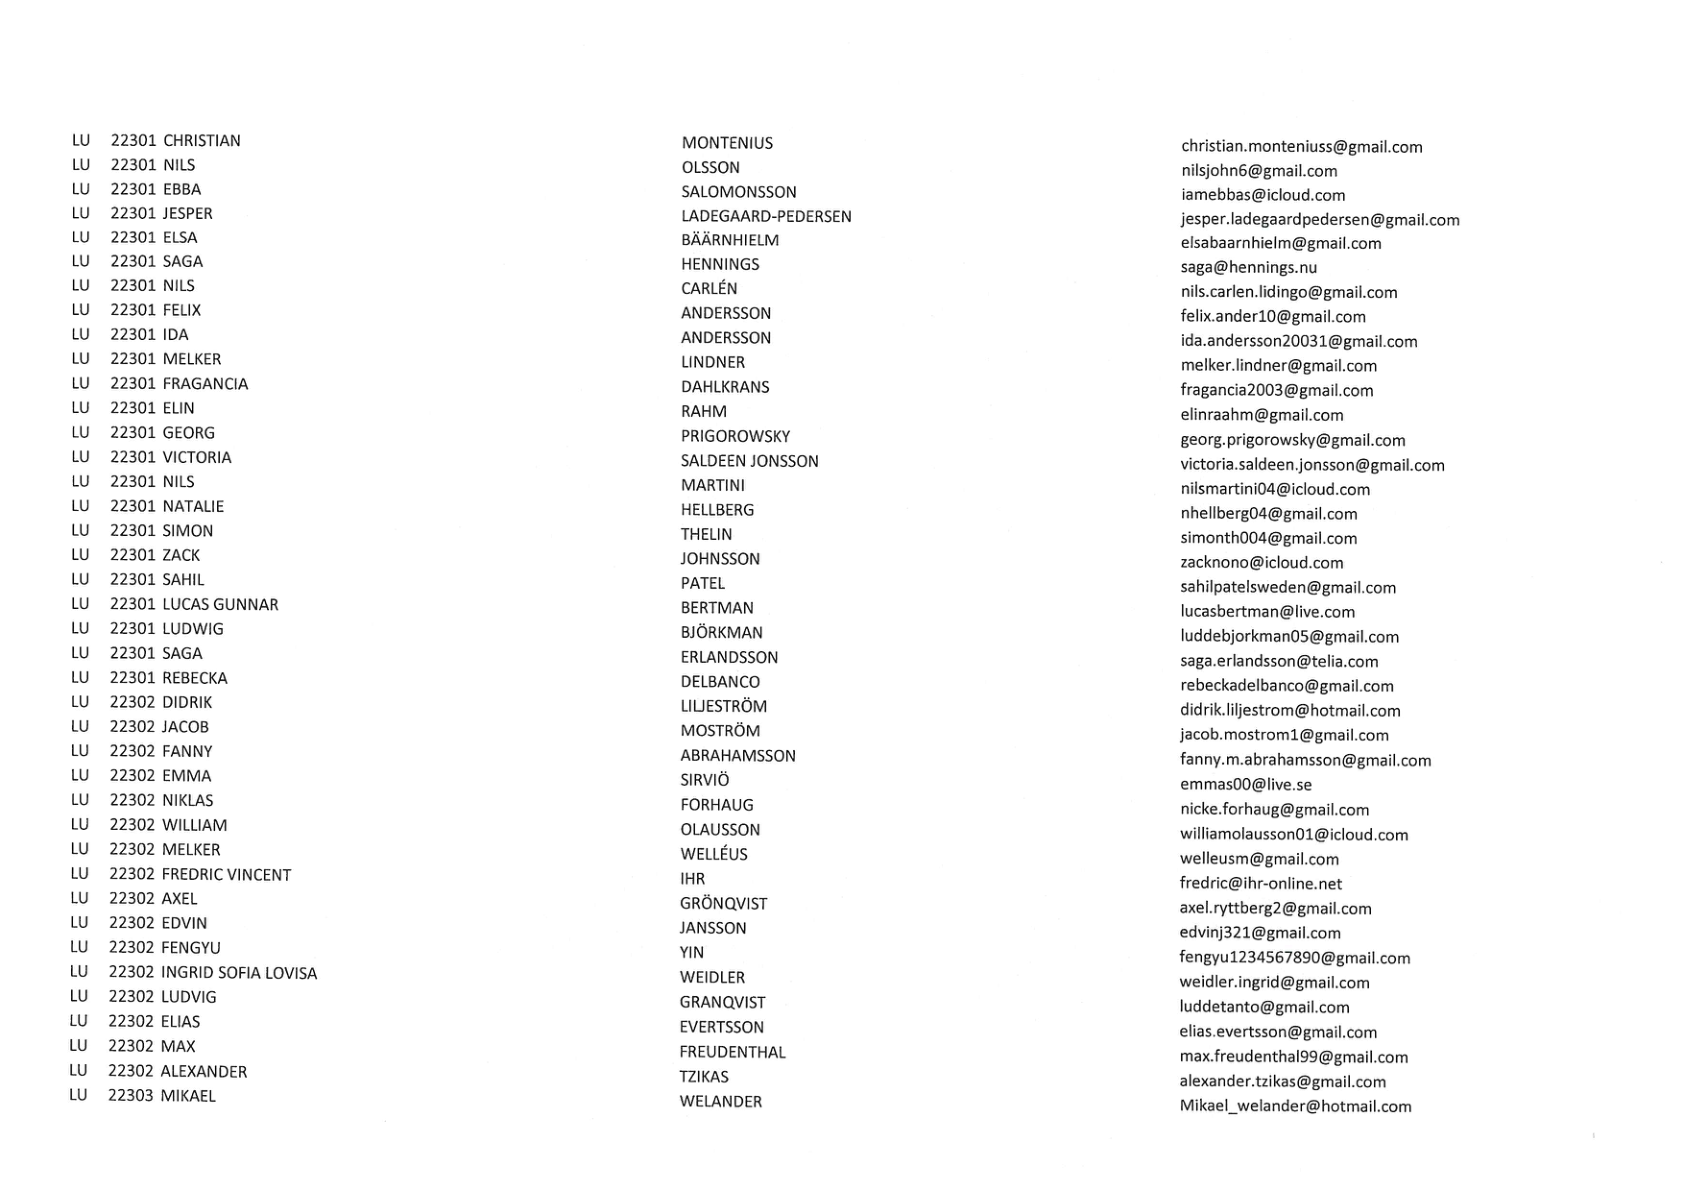 LU 22301 CHRISTIAN MONTENIUS christian.monteniuss@gmail.com
LU 22301 NILS OLSSON nilsjohn6@gmail.com
LU 22301 EBBA SALOMONSSON iamebbas@icloud.com
LU 22301 JESPER LADEGAARD-PEDERSEN jesper.ladegaardpedersen@gmail.com
LU 22301 ELSA BÄÄRNHIELM elsabaarnhielm@gmail.com
LU 22301 SAGA HENNINGS saga@hennings.nu
LU 22301 NILS CARLÉN nils.carlen.lidingo@gmail.com
LU 22301 FELIX ANDERSSON felix.ander10@gmail.com
LU 22301 IDA ANDERSSON ida.andersson20031@gmail.com
LU 22301 MELKER LINDNER melker.lindner@gmail.com
LU 22301 FRAGANCIA DAHLKRANS fragancia2003@gmail.com
LU 22301 ELIN RAHM elinraahm@gmail.com
LU 22301 GEORG PRIGOROWSKY georg.prigorowsky@gmail.com
LU 22301 VICTORIA SALDEEN JONSSON victoria.saldeen.jonsson@gmail.com
LU 22301 NILS MARTINI nilsmartini04@icloud.com
LU 22301 NATALIE HELLBERG nhellberg04@gmail.com
LU 22301 SIMON THELIN simonth004@gmail.com
LU 22301 ZACK JOHNSSON zacknono@icloud.com
LU 22301 SAHIL PATEL sahilpatelsweden@gmail.com
LU 22301 LUCAS GUNNAR BERTMAN lucasbertman@live.com
LU 22301 LUDWIG BJÖRKMAN luddebjorkman05@gmail.com
LU 22301 SAGA ERLANDSSON saga.erlandsson@telia.com
LU 22301 REBECKA DELBANCO rebeckadelbanco@gmail.com
LU 22302 DIDRIK LILJESTRÖM didrik.liljestrom@hotmail.com
LU 22302 JACOB MOSTRÖM jacob.mostrom1@gmail.com
LU 22302 FANNY ABRAHAMSSON fanny.m.abrahamsson@gmail.com
LU 22302 EMMA SIRVIÖ emmas00@live.se
LU 22302 NIKLAS FORHAUG nicke.forhaug@gmail.com
LU 22302 WILLIAM OLAUSSON williamolausson01@icloud.com
LU 22302 MELKER WELLÉUS welleusm@gmail.com
LU 22302 FREDRIC VINCENT IHR fredric@ihr-online.net
LU 22302 AXEL GRÖNQVIST axel.ryttberg2@gmail.com
LU 22302 EDVIN JANSSON edvinj321@gmail.com
LU 22302 FENGYU YIN fengyu1234567890@gmail.com
LU 22302 INGRID SOFIA LOVISA WEIDLER weidler.ingrid@gmail.com
LU 22302 LUDVIG GRANQVIST luddetanto@gmail.com
LU 22302 ELIAS EVERTSSON elias.evertsson@gmail.com
LU 22302 MAX FREUDENTHAL max.freudenthal99@gmail.com
LU 22302 ALEXANDER TZIKAS alexander.tzikas@gmail.com
LU 22303 MIKAEL WELANDER Mikael_welander@hotmail.com